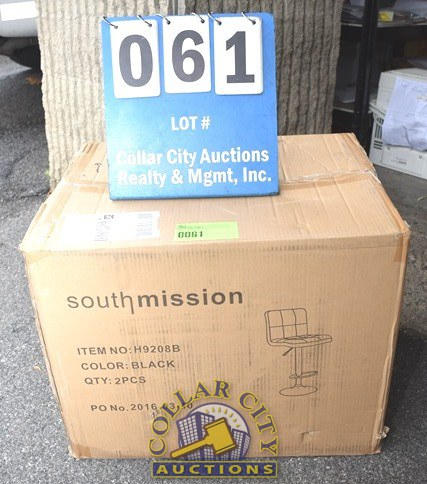 061
LOT #
Collar City Auctions
Realty & Mgmt, Inc.
0061
southmission
ITEM NO: H9208B
COLOR: BLACK
QTY: 2PCS
PO No. 2016
COLLAR CITY
AUCTIONS